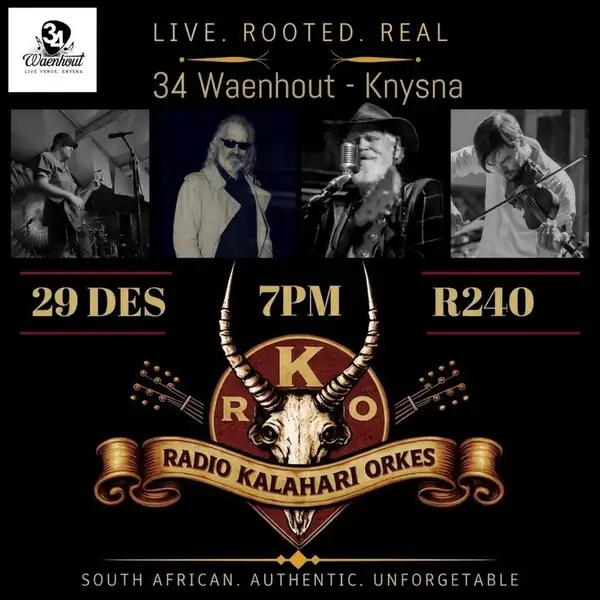 34
Waenhout
LIVE VENUE. KNYSNA
LIVE. ROOTED. REAL
34 Waenhout - Knysna
29 DES
7PM
R240
K
R O
RADIO KALAHARI ORKES
SOUTH AFRICAN. AUTHENTIC. UNFORGETABLE